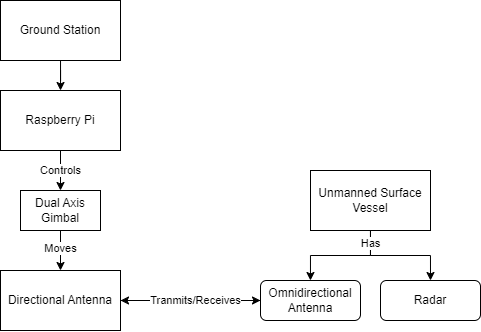 Ground Station
Raspberry Pi
Controls
Dual Axis
Gimbal
Moves
Directional Antenna
Tranmits/Receives
Unmanned Surface
Vessel
Has
Omnidirectional
Antenna
Radar